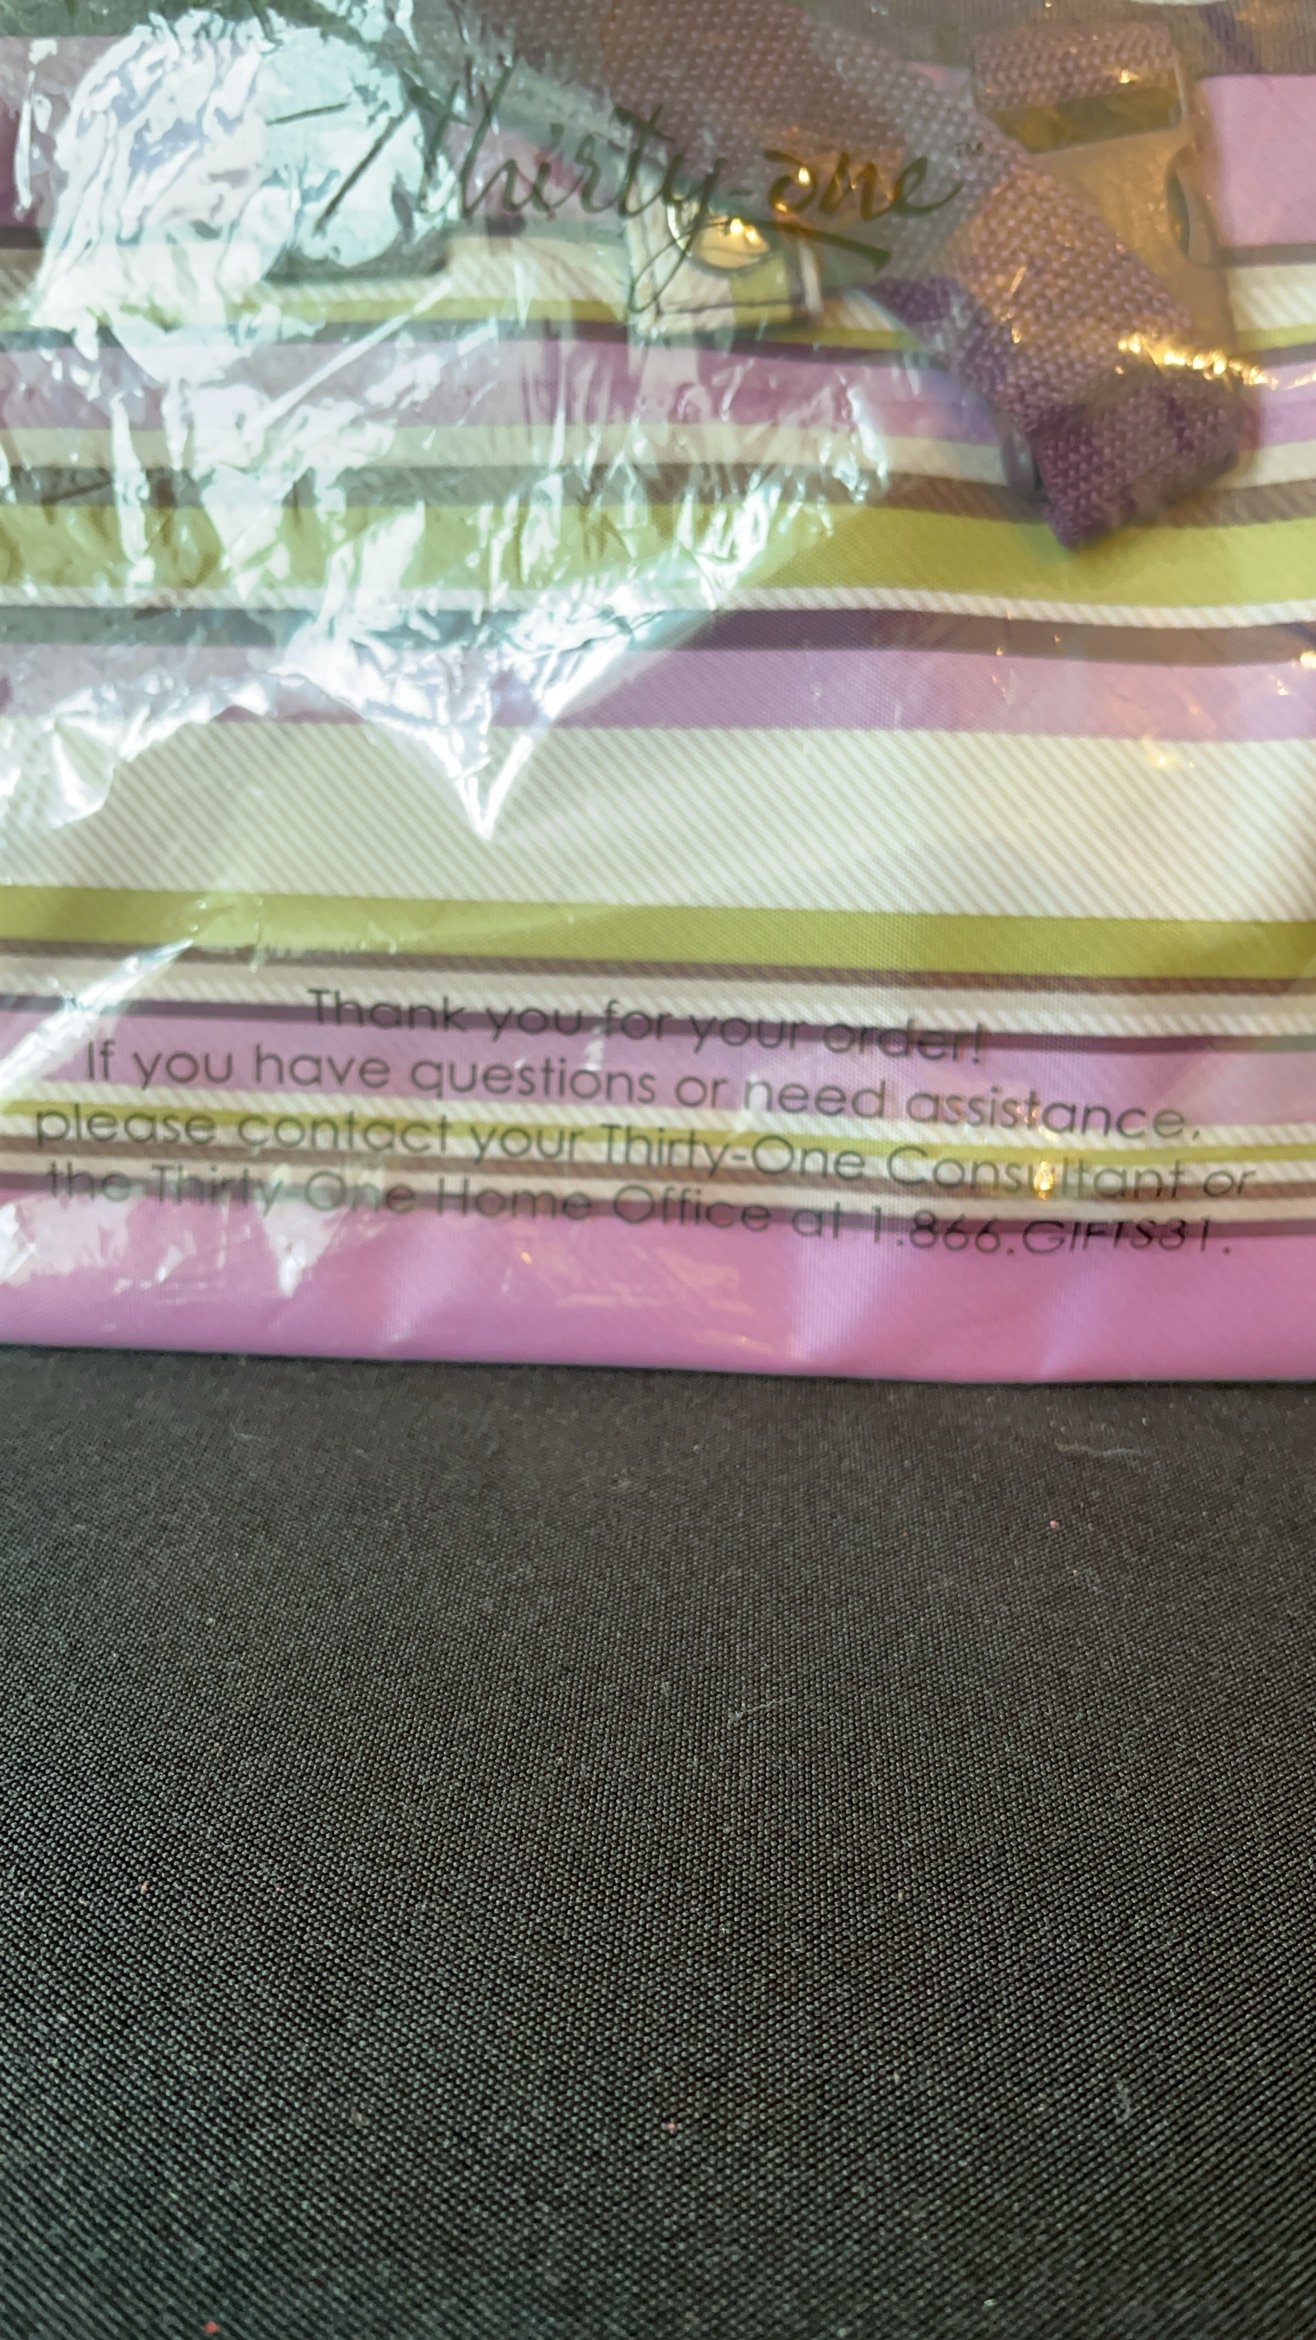 thirty-one™
Thank you for your order!
If you have questions or need assistance,
please contact your Thirty-One Consultant or
the Thirty-One Home Office at 1.866.GIFTS31.